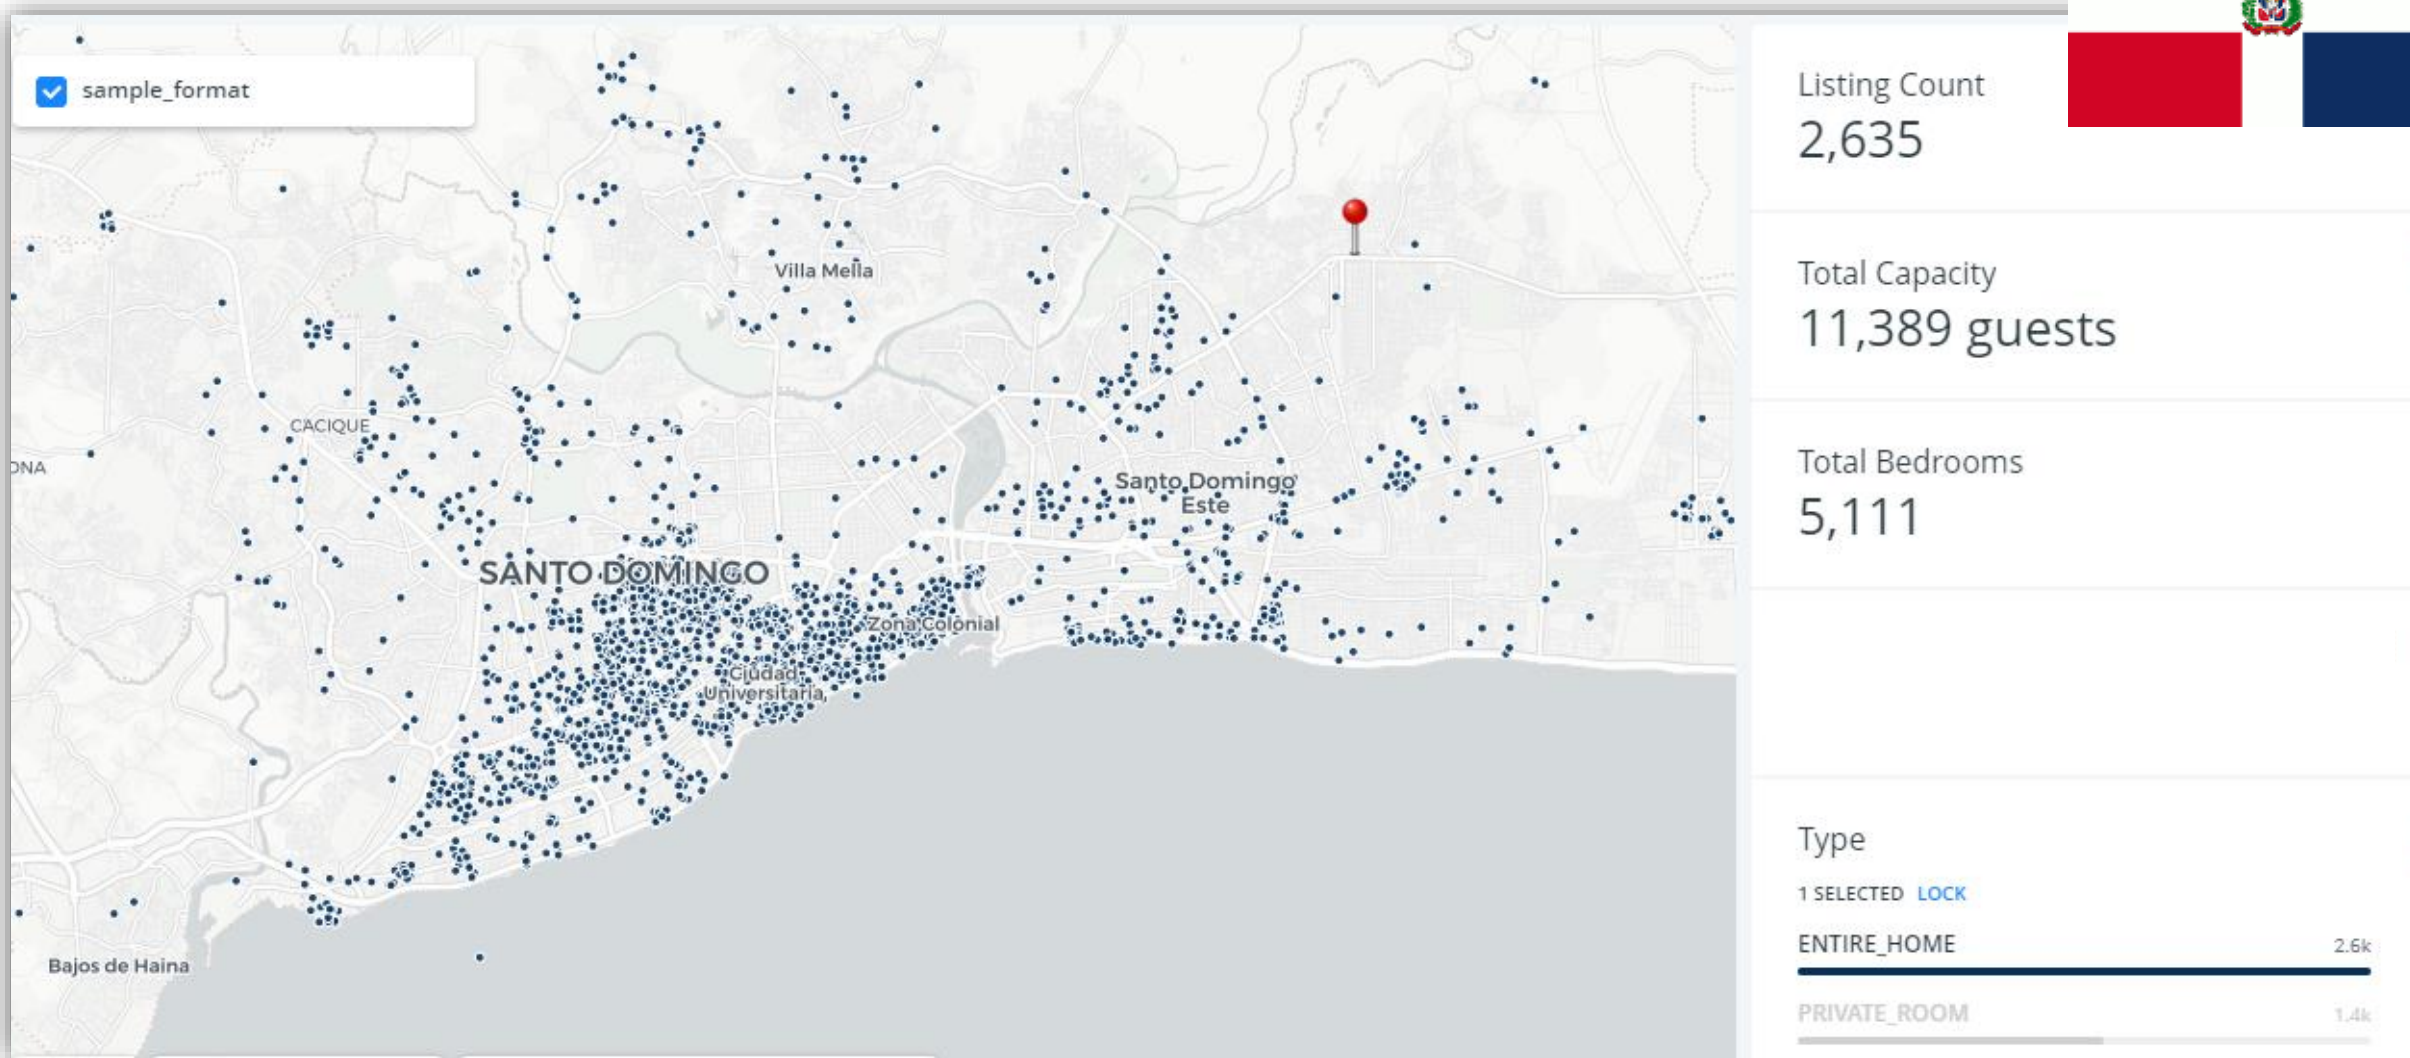 sample_format
Villa Mella
CACIQUE
Santo Domingo
Este
SANTO DOMINGO
Zona Colonial
Ciudad
Universitaria
Bajos de Haina
Listing Count
2,635
Total Capacity
11,389 guests
Total Bedrooms
5,111
Type
1 SELECTED LOCK
ENTIRE_HOME 2.6k
PRIVATE_ROOM 1.4k